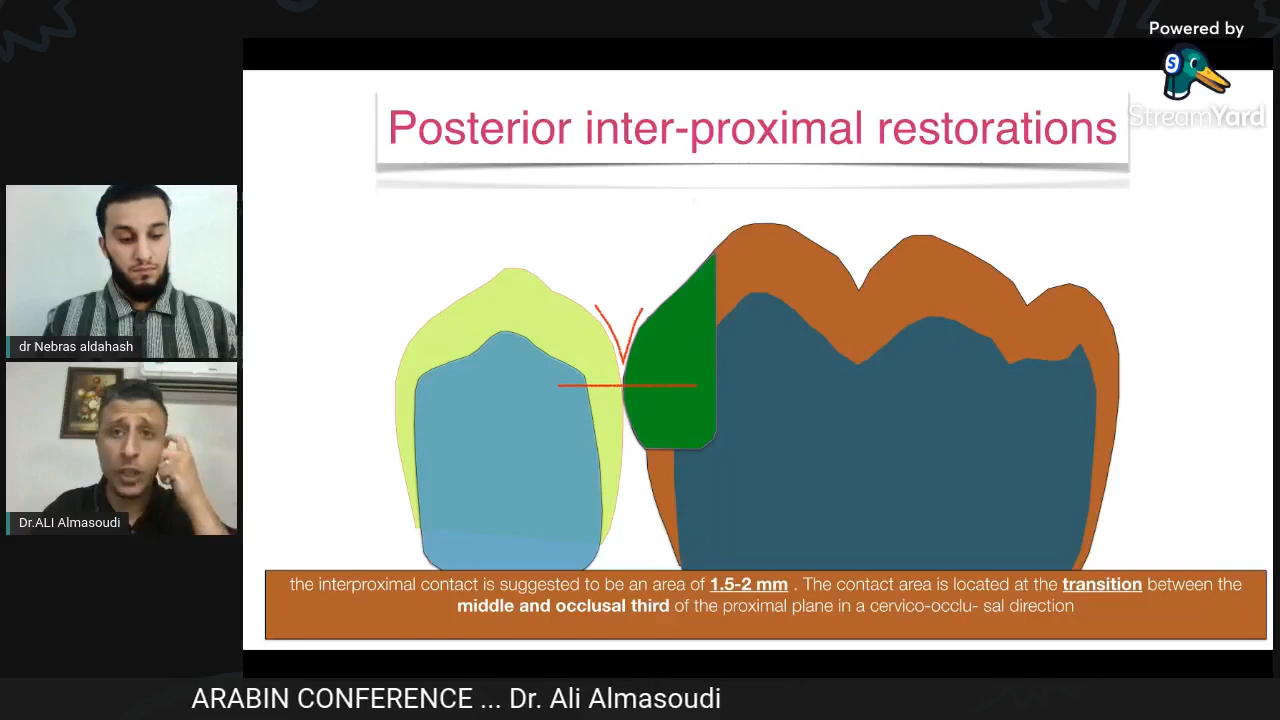 Powered by
S
StreamYard
Posterior inter-proximal restorations
dr Nebras aldahash
Dr.ALI Almasoudi
the interproximal contact is suggested to be an area of 1.5-2 mm . The contact area is located at the transition between the
middle and occlusal third of the proximal plane in a cervico-occlu- sal direction
ARABIN CONFERENCE ... Dr. Ali Almasoudi